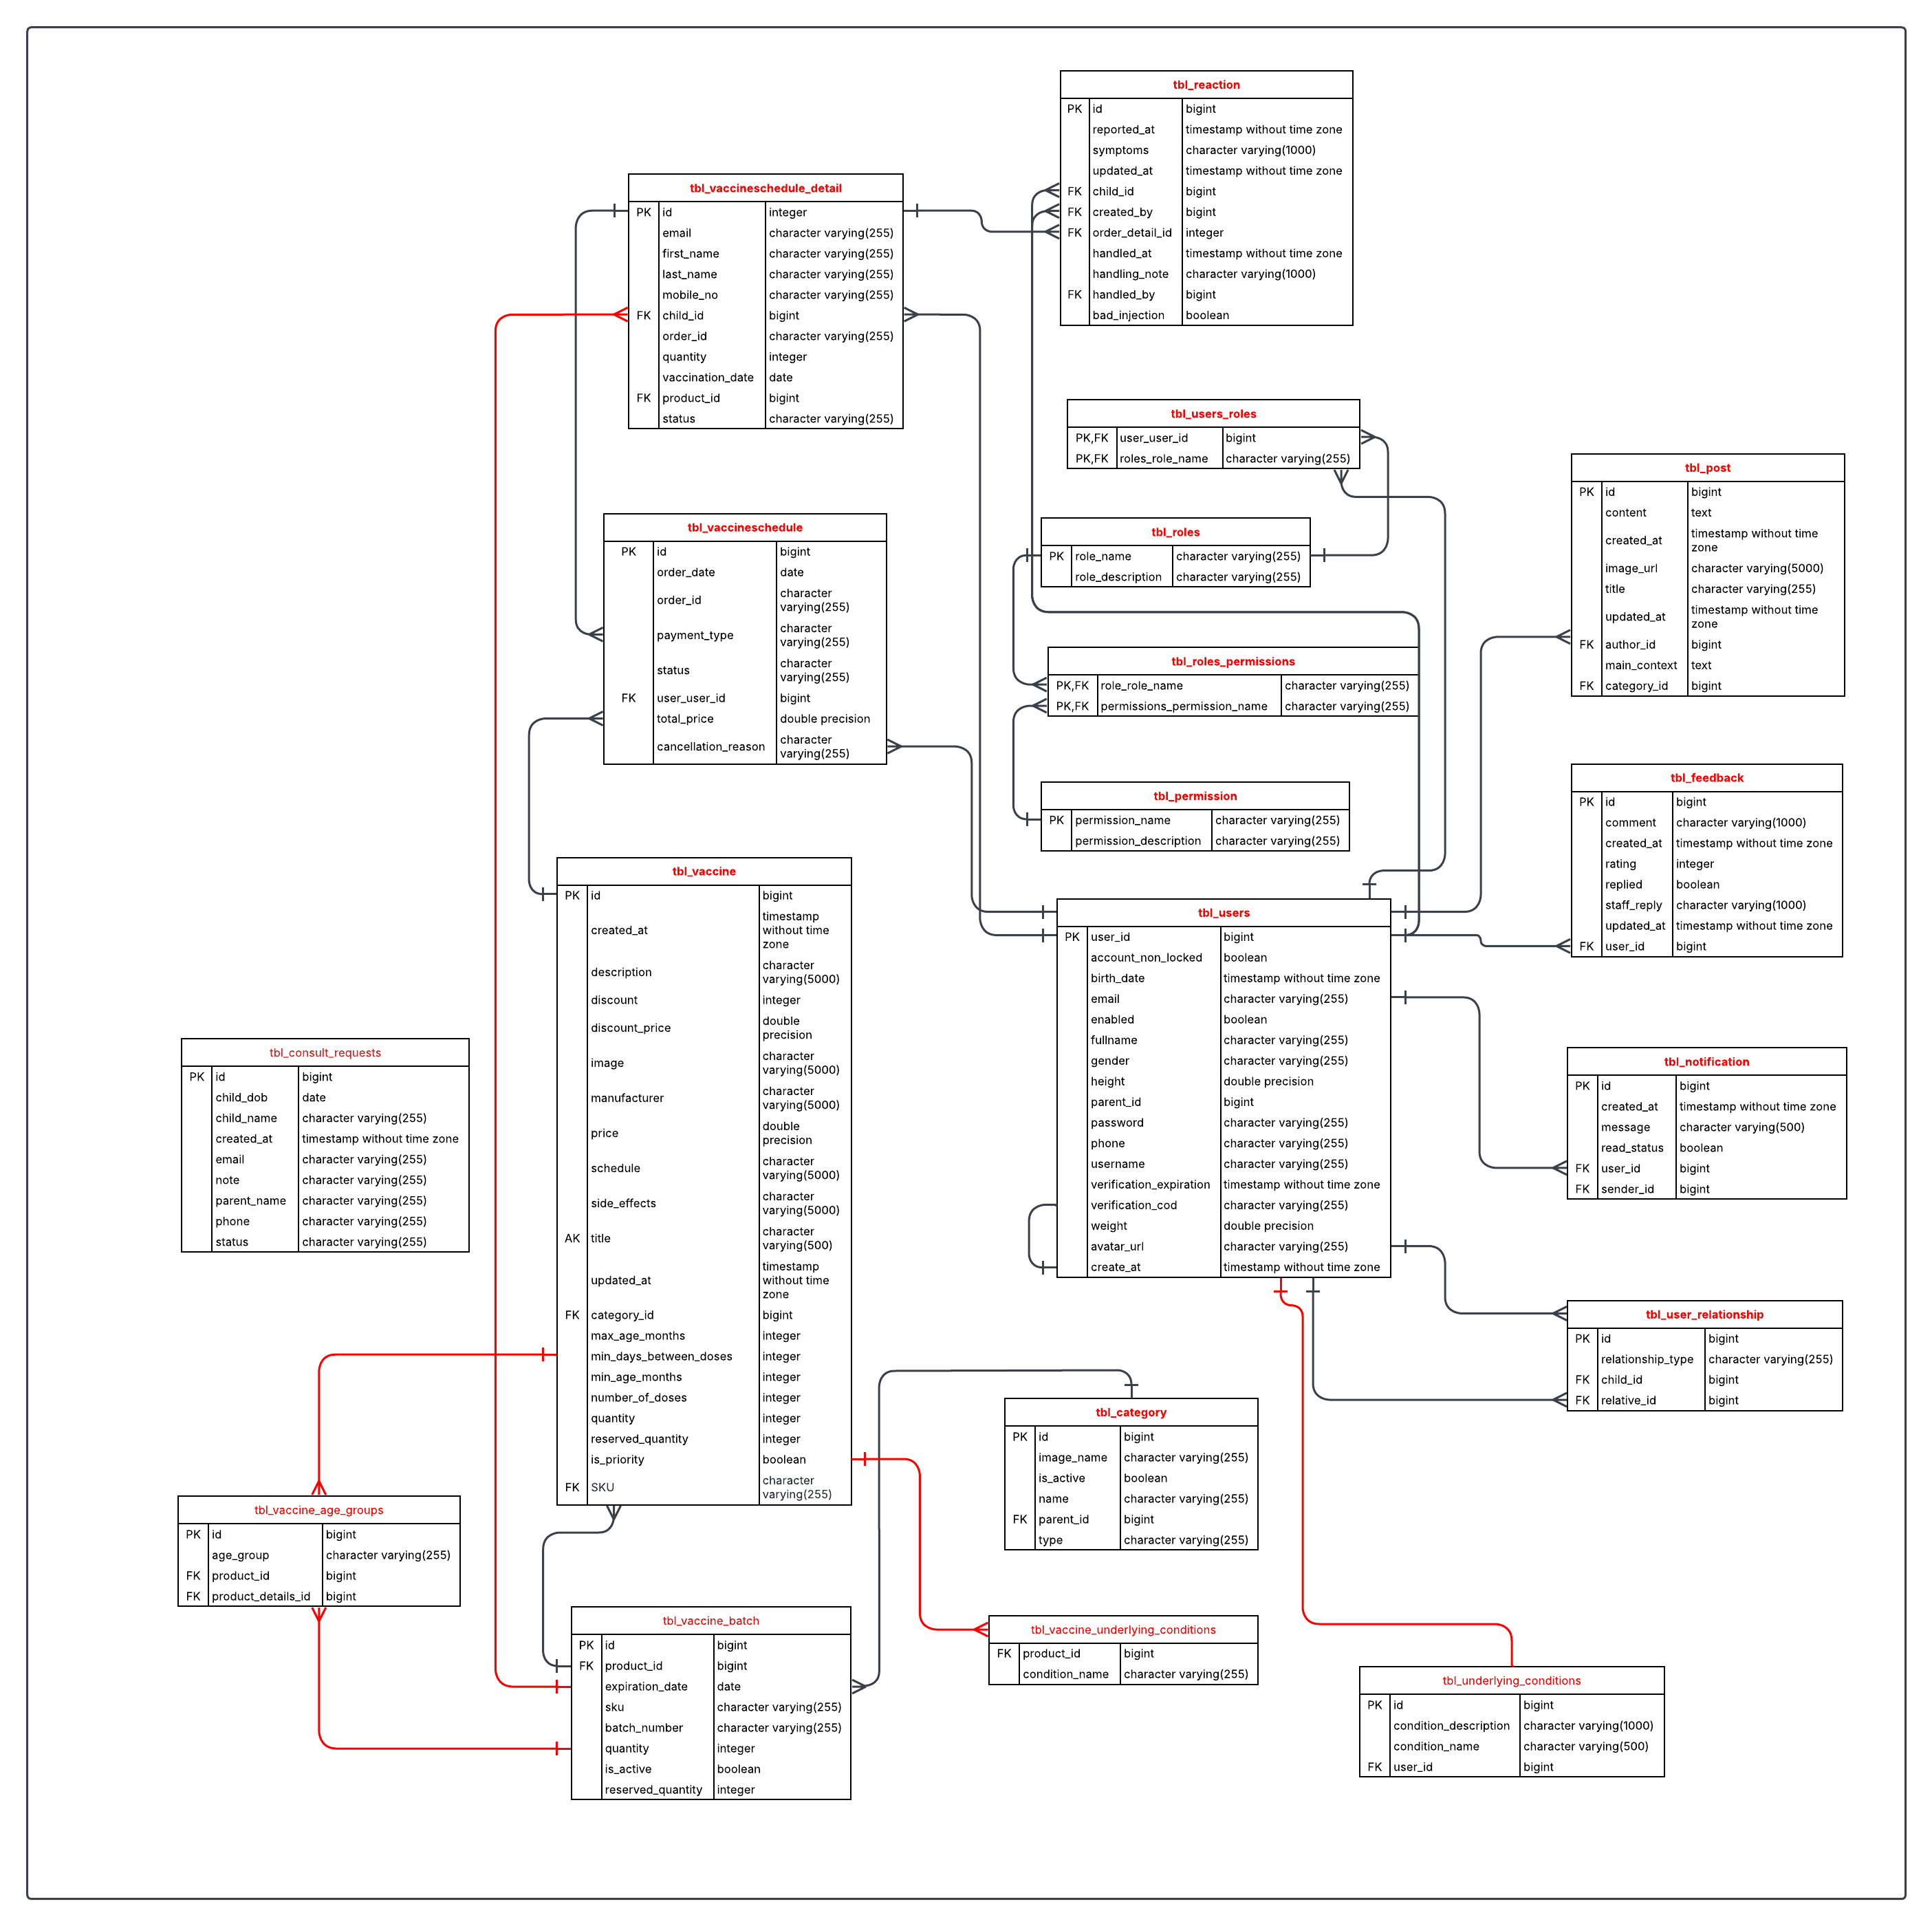 tbl_reaction
PK id bigint
reported_at timestamp without time zone
symptoms character varying(1000)
updated_at timestamp without time zone
FK child_id bigint
FK created_by bigint
FK order_detail_id integer
handled_at timestamp without time zone
handling_note character varying(1000)
FK handled_by bigint
bad_injection boolean
tbl_vaccineschedule_detail
PK id integer
email character varying(255)
first_name character varying(255)
last_name character varying(255)
mobile_no character varying(255)
FK child_id bigint
order_id character varying(255)
quantity integer
vaccination_date date
FK product_id bigint
status character varying(255)
tbl_users_roles
PK,FK user_user_id bigint
PK,FK roles_role_name character varying(255)
tbl_post
PK id bigint
content text
created_at timestamp without time
zone
image_url character varying(5000)
title character varying(255)
updated_at timestamp without time
zone
FK author_id bigint
main_context text
FK category_id bigint
tbl_vaccineschedule
PK id bigint
order_date date
order_id character
varying(255)
payment_type character
varying(255)
status character
varying(255)
FK user_user_id bigint
total_price double precision
cancellation_reason character
varying(255)
tbl_roles
PK role_name character varying(255)
role_description character varying(255)
tbl_roles_permissions
PK,FK role_role_name character varying(255)
PK,FK permissions_permission_name character varying(255)
tbl_permission
PK permission_name character varying(255)
permission_description character varying(255)
tbl_feedback
PK id bigint
comment character varying(1000)
created_at timestamp without time zone
rating integer
replied boolean
staff_reply character varying(1000)
updated_at timestamp without time zone
FK user_id bigint
tbl_vaccine
PK id bigint
created_at timestamp
without time
zone
description character
varying(5000)
discount integer
discount_price double
precision
image character
varying(5000)
manufacturer character
varying(5000)
price double
precision
schedule character
varying(5000)
side_effects character
varying(5000)
AK title character
varying(500)
updated_at timestamp
without time
zone
FK category_id bigint
max_age_months integer
min_days_between_doses integer
min_age_months integer
number_of_doses integer
quantity integer
reserved_quantity integer
is_priority boolean
FK SKU character
varying(255)
tbl_users
PK user_id bigint
account_non_locked boolean
birth_date timestamp without time zone
email character varying(255)
enabled boolean
fullname character varying(255)
gender character varying(255)
height double precision
parent_id bigint
password character varying(255)
phone character varying(255)
username character varying(255)
verification_expiration timestamp without time zone
verification_cod character varying(255)
weight double precision
avatar_url character varying(255)
create_at timestamp without time zone
tbl_consult_requests
PK id bigint
child_dob date
child_name character varying(255)
created_at timestamp without time zone
email character varying(255)
note character varying(255)
parent_name character varying(255)
phone character varying(255)
status character varying(255)
tbl_notification
PK id bigint
created_at timestamp without time zone
message character varying(500)
read_status boolean
FK user_id bigint
FK sender_id bigint
tbl_user_relationship
PK id bigint
relationship_type character varying(255)
FK child_id bigint
FK relative_id bigint
tbl_category
PK id bigint
image_name character varying(255)
is_active boolean
name character varying(255)
FK parent_id bigint
type character varying(255)
tbl_vaccine_age_groups
PK id bigint
age_group character varying(255)
FK product_id bigint
FK product_details_id bigint
tbl_vaccine_batch
PK id bigint
FK product_id bigint
expiration_date date
sku character varying(255)
batch_number character varying(255)
quantity integer
is_active boolean
reserved_quantity integer
tbl_vaccine_underlying_conditions
FK product_id bigint
condition_name character varying(255)
tbl_underlying_conditions
PK id bigint
condition_description character varying(1000)
condition_name character varying(500)
FK user_id bigint